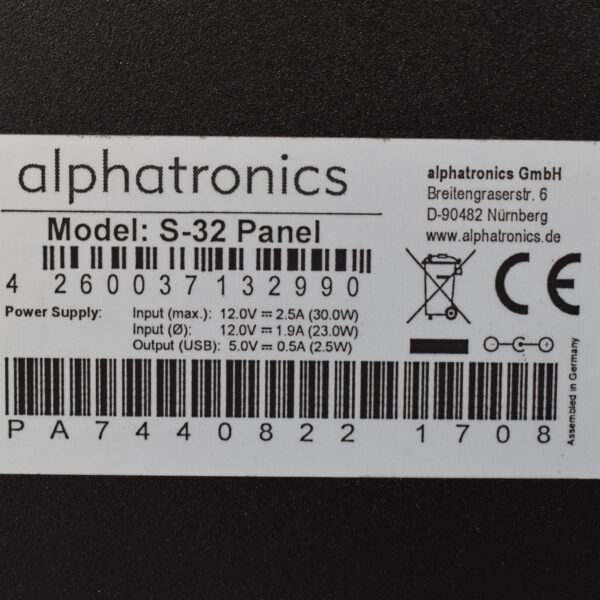 alphatronics
Model: S-32 Panel
4 260037132990
Power Supply: Input (max.): 12.0V ⎓ 2.5A (30.0W)
Input (Ø): 12.0V ⎓ 1.9A (23.0W)
Output (USB): 5.0V ⎓ 0.5A (2.5W)
PA7440822 1708
alphatronics GmbH
Breitengraserstr. 6
D-90482 Nürnberg
www.alphatronics.de
CE
Assembled in Germany